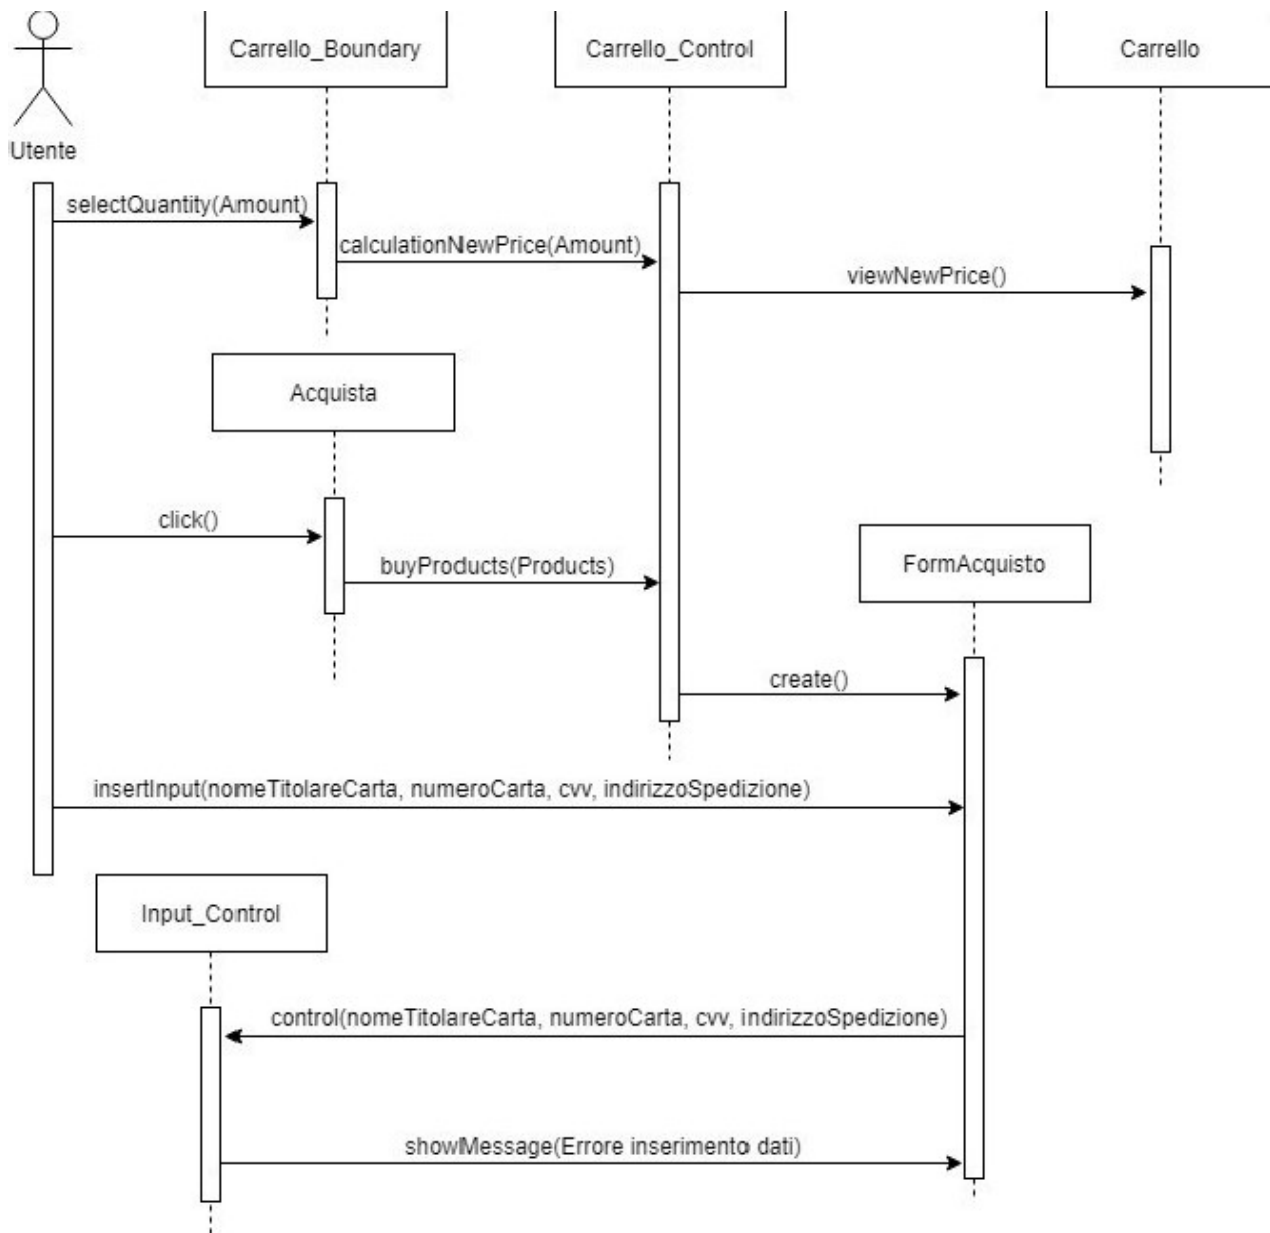 Carrello_Boundary
Carrello_Control
Carrello
Utente
selectQuantity(Amount)
calculationNewPrice(Amount)
viewNewPrice()
Acquista
click()
buyProducts(Products)
FormAcquisto
create()
insertInput(nomeTitolareCarta, numeroCarta, cvv, indirizzoSpedizione)
Input_Control
control(nomeTitolareCarta, numeroCarta, cvv, indirizzoSpedizione)
showMessage(Errore inserimento dati)